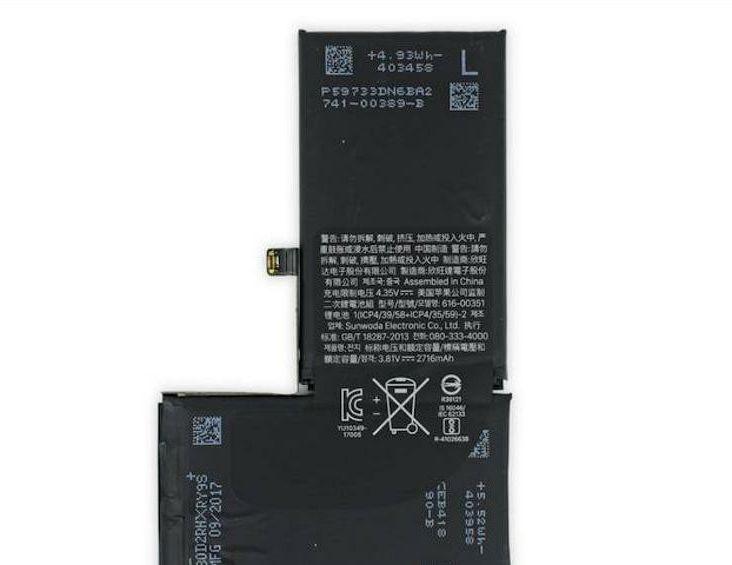 +4.93Wh-
403458
L
P59733DN6BA2
741-00389-B
警告:请勿拆解, 刺破, 挤压, 加热或投入火中, 严
重鼓胀或浸水后禁止使用 中国制造 警告: 請勿
拆解, 刺破, 擠壓, 加熱或投入火中 制造商:欣旺
达电子股份有限公司 製造商:欣旺達電子股份
有限公司 제조국:중국 Assembled in China
充电限制电压 4.35V⎓ 美国苹果公司监制
二次鋰電池組 型号/型號/모델명: 616-00351
锂电池 1(ICP4/39/58+ICP4/35/59)-2 제조
업체: Sunwoda Electronic Co., Ltd. 执行
标准: GB/T 18287-2013 전화: 080-333-4000
제품명:전지 标称电压和额定容量/標稱電壓和
額定容量/정격: 3.81V⎓ 2716mAh
YU10349-
17005
R39121
IS 16046/
IEC 62133
R-41026638
MFG 09/2017
+5.52Wh-
403958
90-B